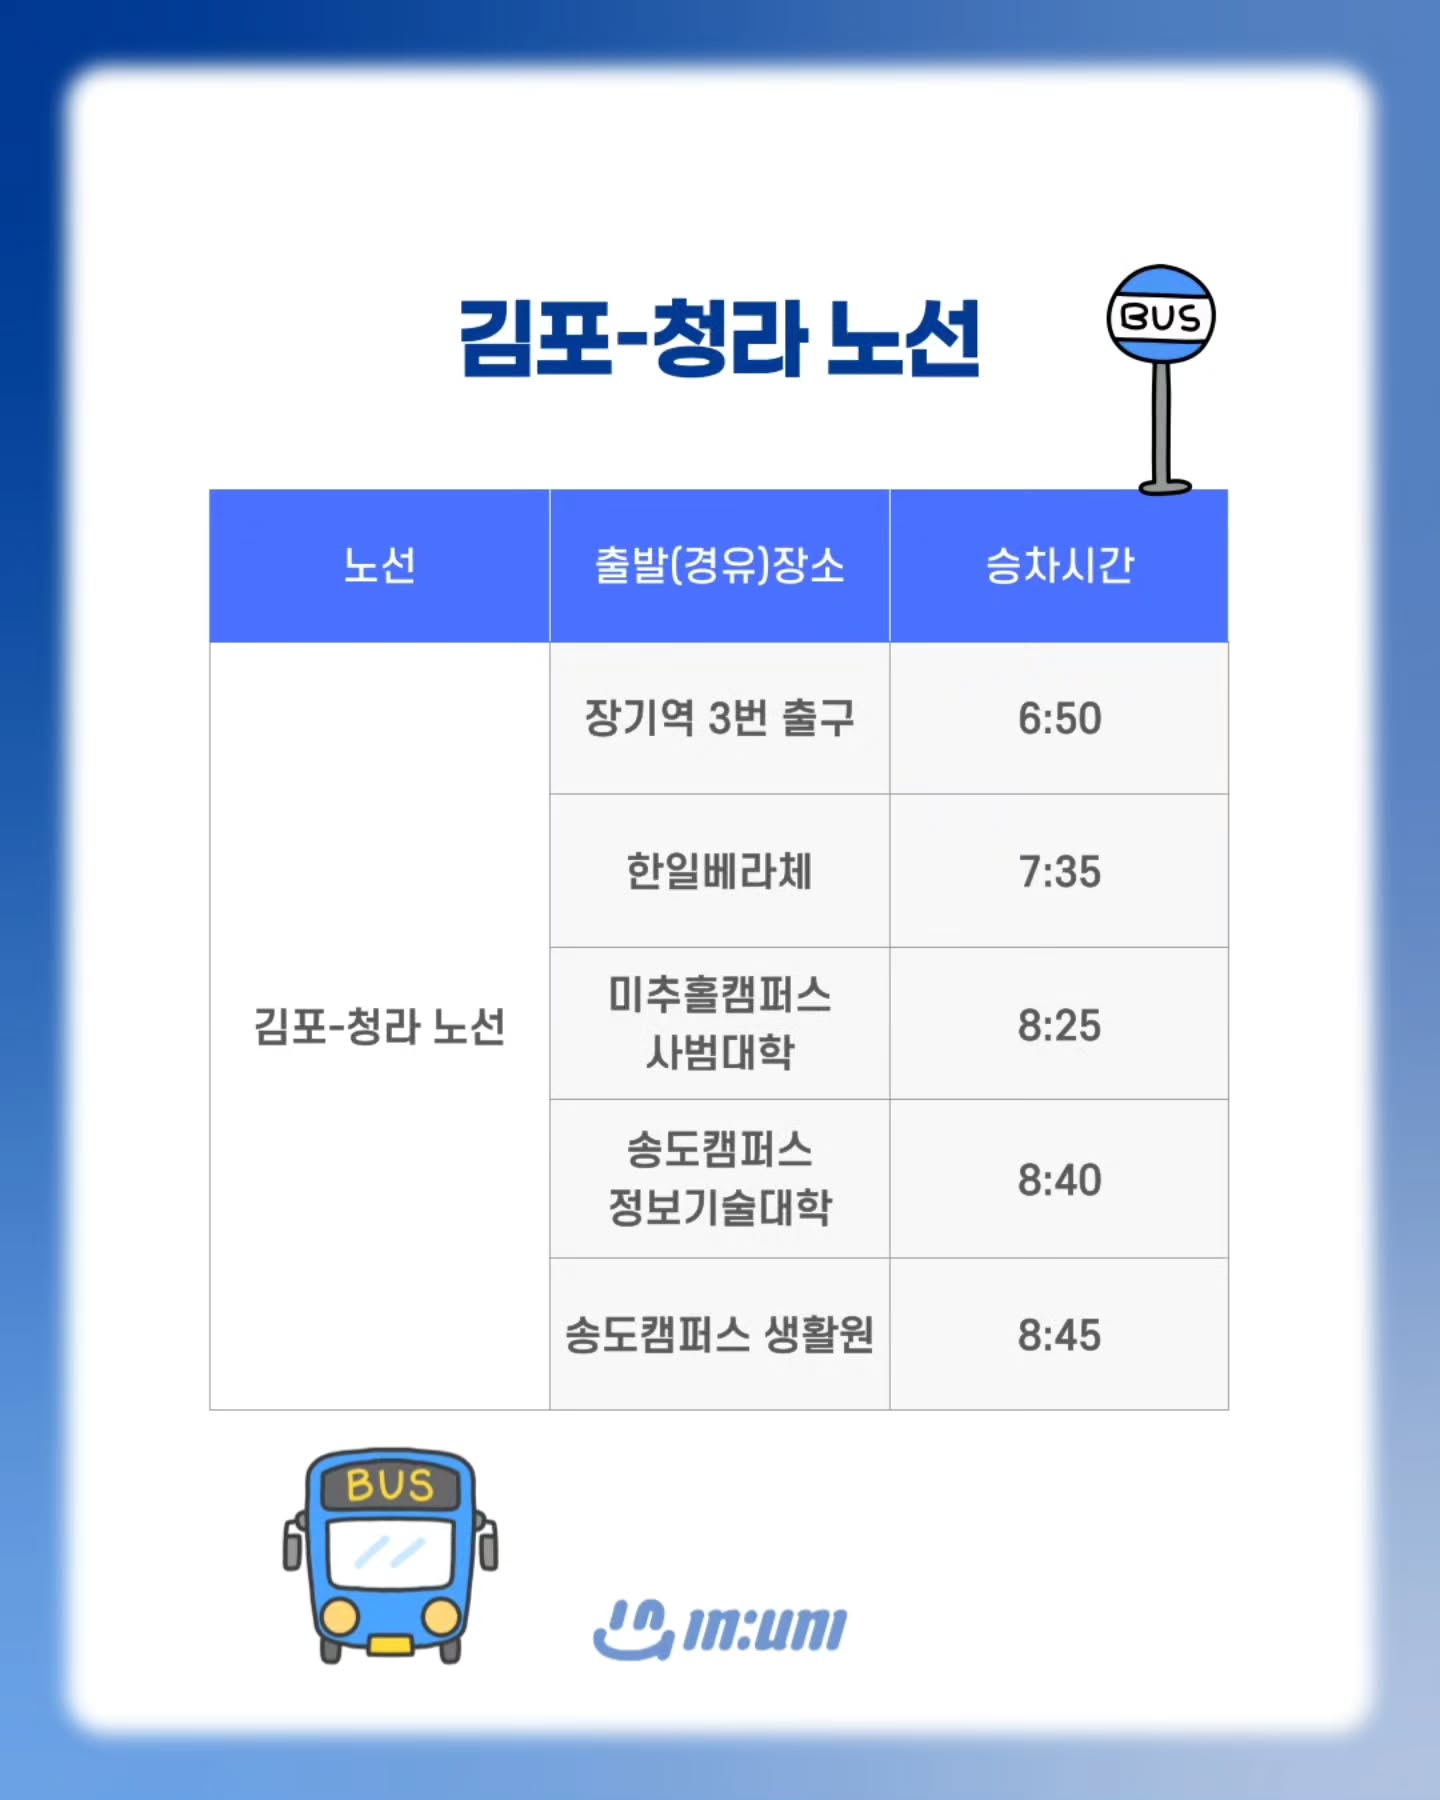 김포-청라 노선
BUS
노선 출발(경유)장소 승차시간
장기역 3번 출구 6:50
한일베라체 7:35
김포-청라 노선
미추홀캠퍼스
사범대학
8:25
송도캠퍼스
정보기술대학
8:40
송도캠퍼스 생활원 8:45
BUS
in:uni